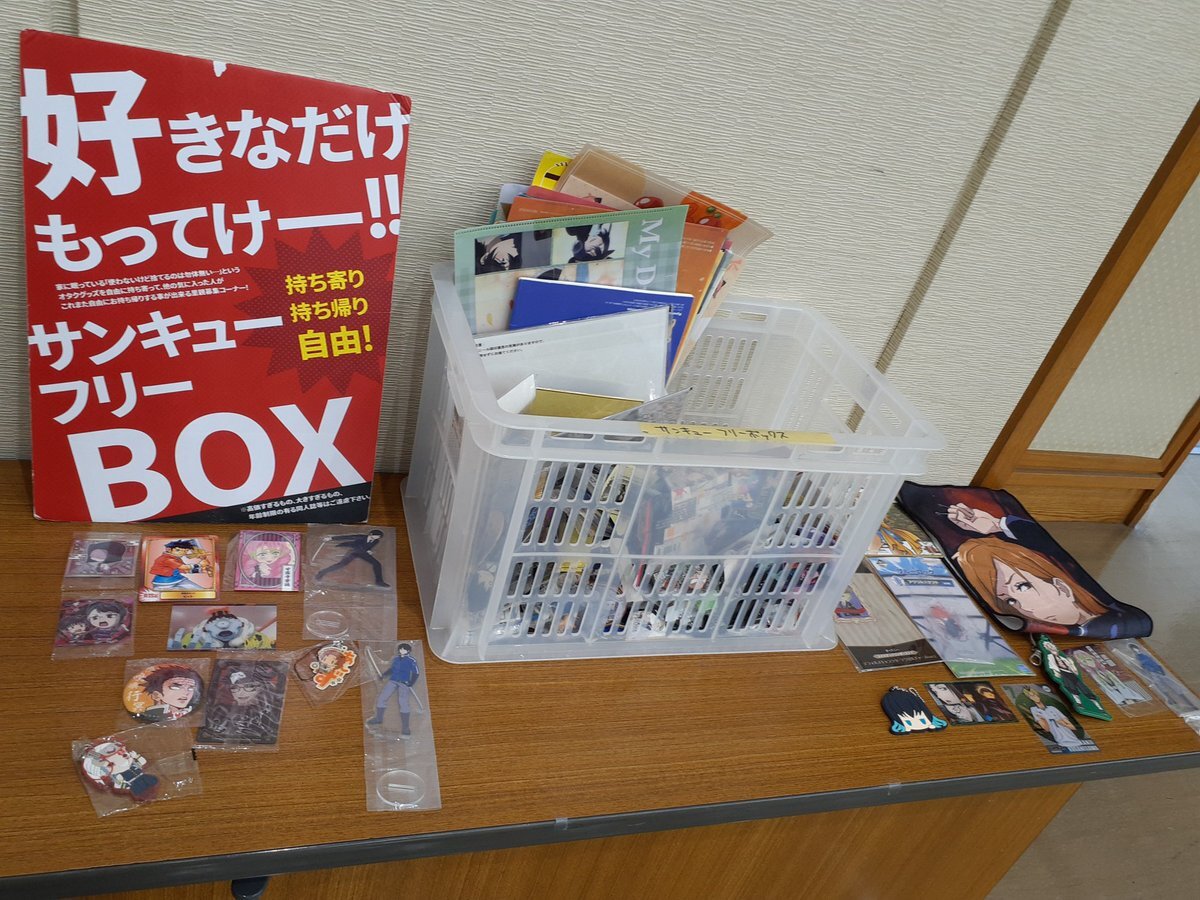 好きなだけ
もってけー!!
家に眠っている「使わないけど捨てるのは勿体無い…」という
オタクグッズを自由に持ち寄って、他の気に入った人が
これまた自由にお持ち帰りする事が出来る里親募集コーナー!
持ち寄り
持ち帰り
自由!
サンキュー
フリー
BOX
※高額すぎるもの、大きすぎるもの、
年齢制限の有る同人誌等はご遠慮下さい。
My D
サンキューフリーボックス
行冥